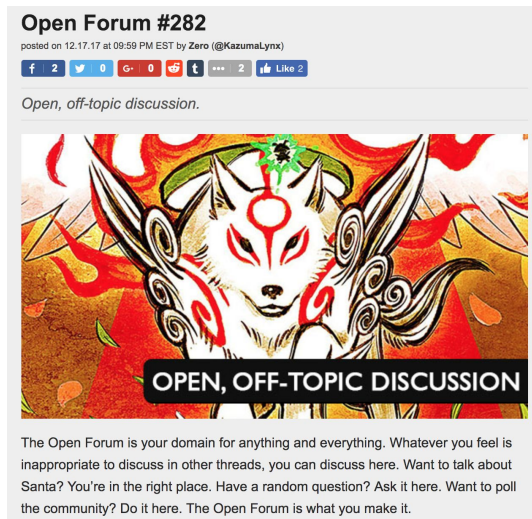 Open Forum #282
posted on 12.17.17 at 09:59 PM EST by Zero (@KazumaLynx)
f 2 0 G+ 0 t ••• 2 Like 2
Open, off-topic discussion.
OPEN, OFF-TOPIC DISCUSSION
The Open Forum is your domain for anything and everything. Whatever you feel is
inappropriate to discuss in other threads, you can discuss here. Want to talk about
Santa? You’re in the right place. Have a random question? Ask it here. Want to poll
the community? Do it here. The Open Forum is what you make it.